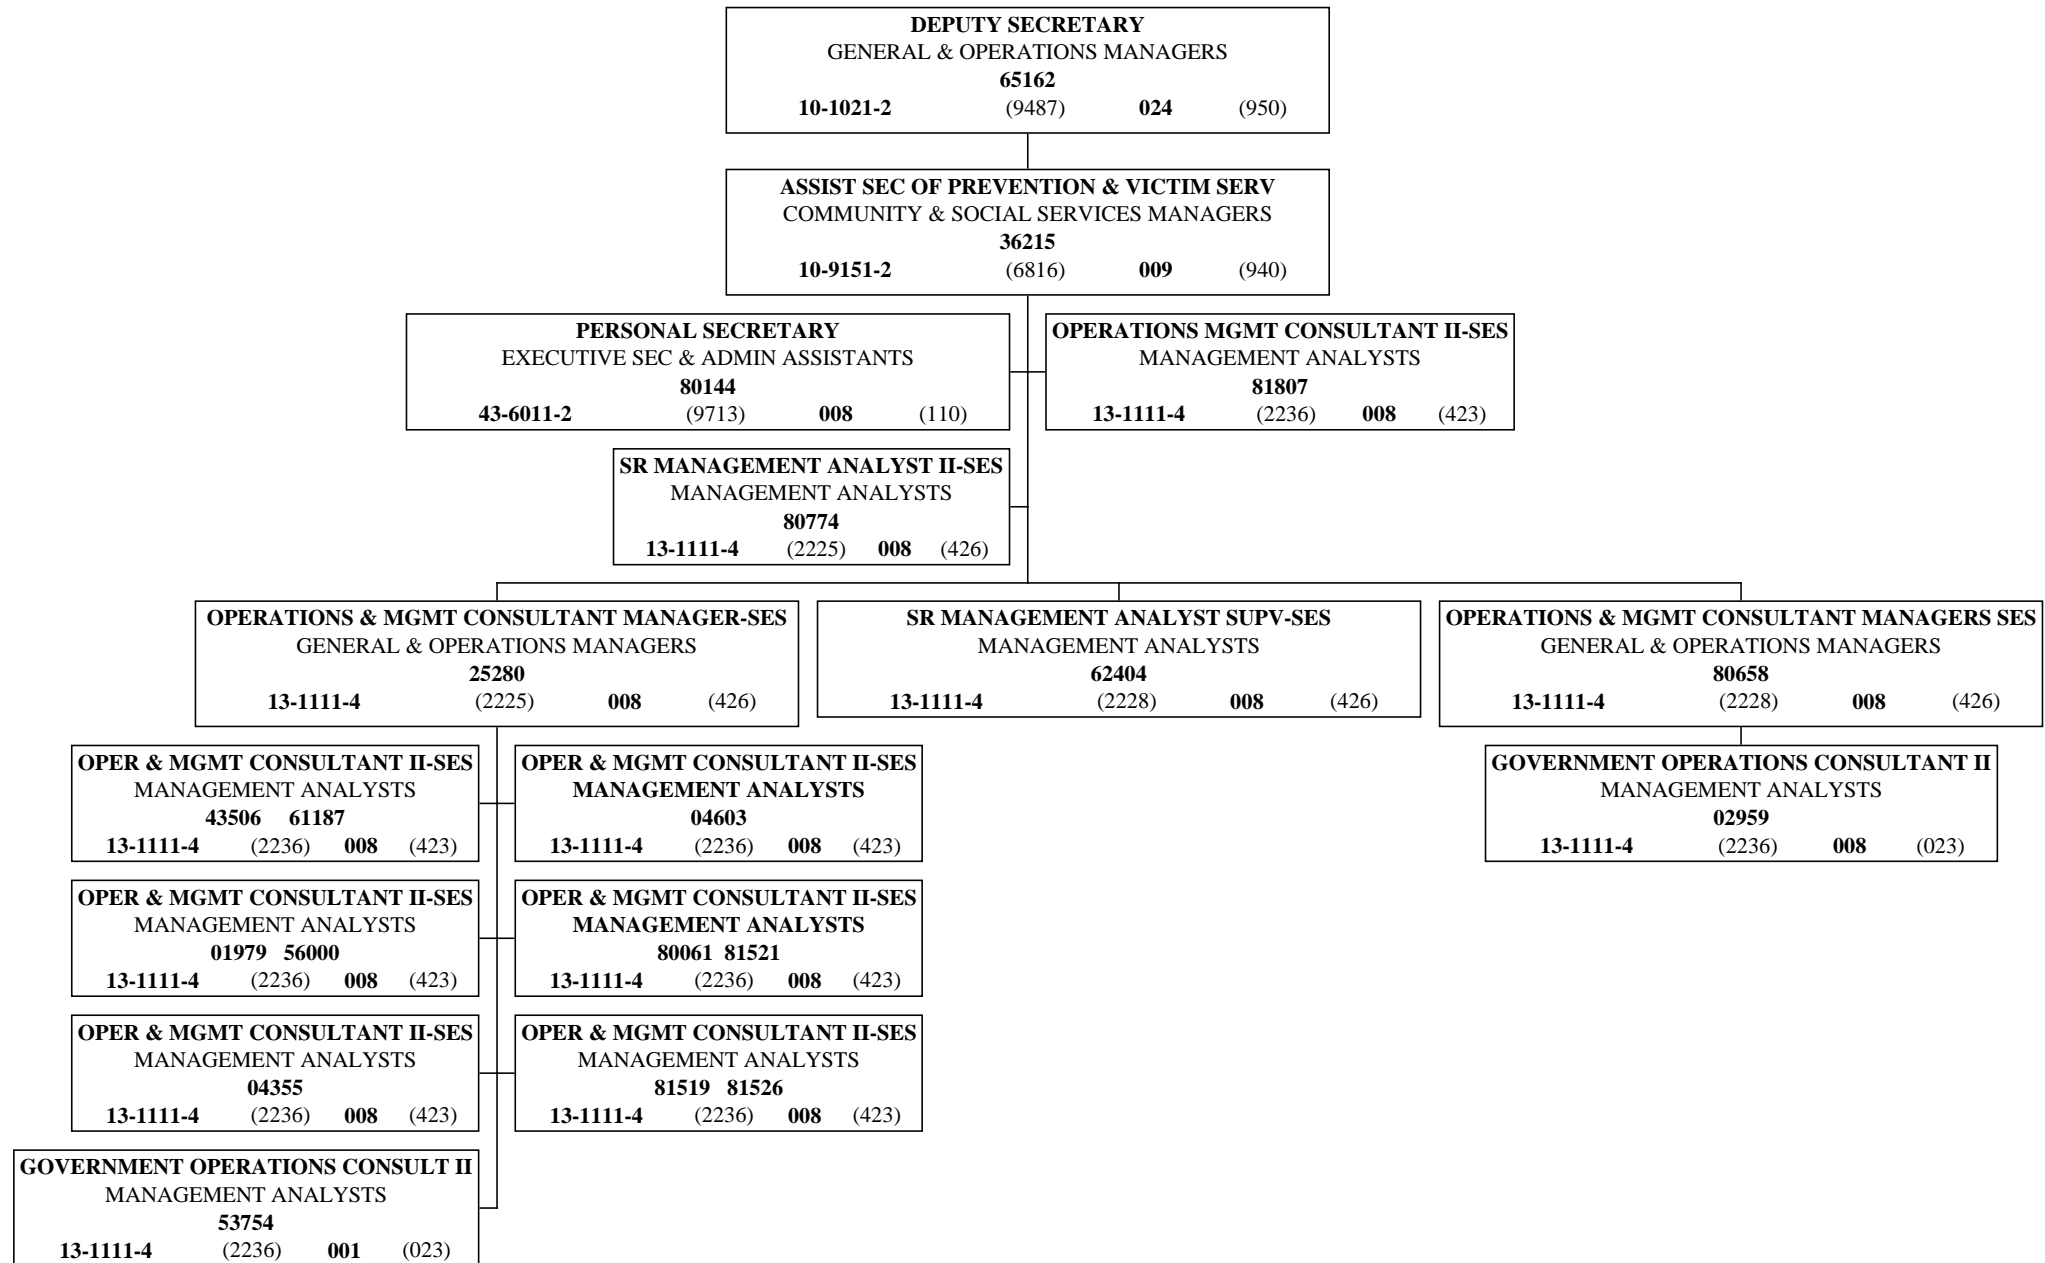 DEPUTY SECRETARY
GENERAL & OPERATIONS MANAGERS
65162
10-1021-2 (9487) 024 (950)
ASSIST SEC OF PREVENTION & VICTIM SERV
COMMUNITY & SOCIAL SERVICES MANAGERS
36215
10-9151-2 (6816) 009 (940)
PERSONAL SECRETARY
EXECUTIVE SEC & ADMIN ASSISTANTS
80144
43-6011-2 (9713) 008 (110)
OPERATIONS MGMT CONSULTANT II-SES
MANAGEMENT ANALYSTS
81807
13-1111-4 (2236) 008 (423)
SR MANAGEMENT ANALYST II-SES
MANAGEMENT ANALYSTS
80774
13-1111-4 (2225) 008 (426)
OPERATIONS & MGMT CONSULTANT MANAGER-SES
GENERAL & OPERATIONS MANAGERS
25280
13-1111-4 (2225) 008 (426)
SR MANAGEMENT ANALYST SUPV-SES
MANAGEMENT ANALYSTS
62404
13-1111-4 (2228) 008 (426)
OPERATIONS & MGMT CONSULTANT MANAGERS SES
GENERAL & OPERATIONS MANAGERS
80658
13-1111-4 (2228) 008 (426)
OPER & MGMT CONSULTANT II-SES
MANAGEMENT ANALYSTS
43506 61187
13-1111-4 (2236) 008 (423)
OPER & MGMT CONSULTANT II-SES
MANAGEMENT ANALYSTS
04603
13-1111-4 (2236) 008 (423)
GOVERNMENT OPERATIONS CONSULTANT II
MANAGEMENT ANALYSTS
02959
13-1111-4 (2236) 008 (023)
OPER & MGMT CONSULTANT II-SES
MANAGEMENT ANALYSTS
01979 56000
13-1111-4 (2236) 008 (423)
OPER & MGMT CONSULTANT II-SES
MANAGEMENT ANALYSTS
80061 81521
13-1111-4 (2236) 008 (423)
OPER & MGMT CONSULTANT II-SES
MANAGEMENT ANALYSTS
04355
13-1111-4 (2236) 008 (423)
OPER & MGMT CONSULTANT II-SES
MANAGEMENT ANALYSTS
81519 81526
13-1111-4 (2236) 008 (423)
GOVERNMENT OPERATIONS CONSULT II
MANAGEMENT ANALYSTS
53754
13-1111-4 (2236) 001 (023)